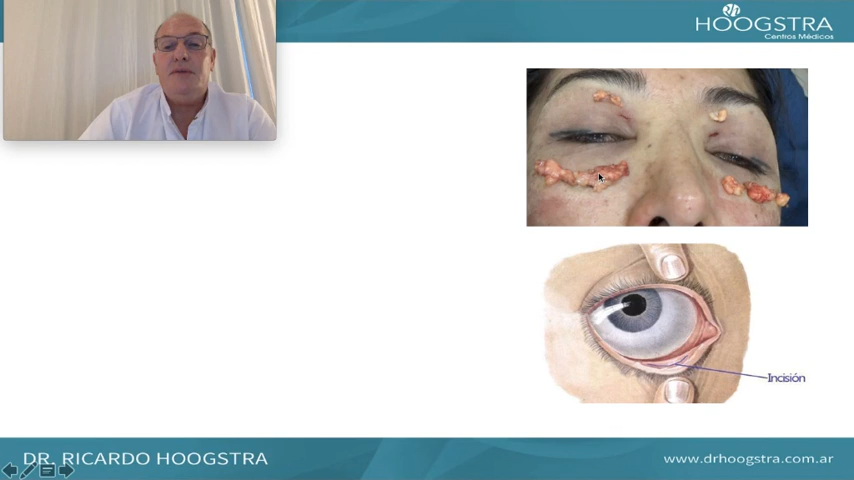 HOOGSTRA
Centros Médicos
Incisión
DR. RICARDO HOOGSTRA
www.drhoogstra.com.ar